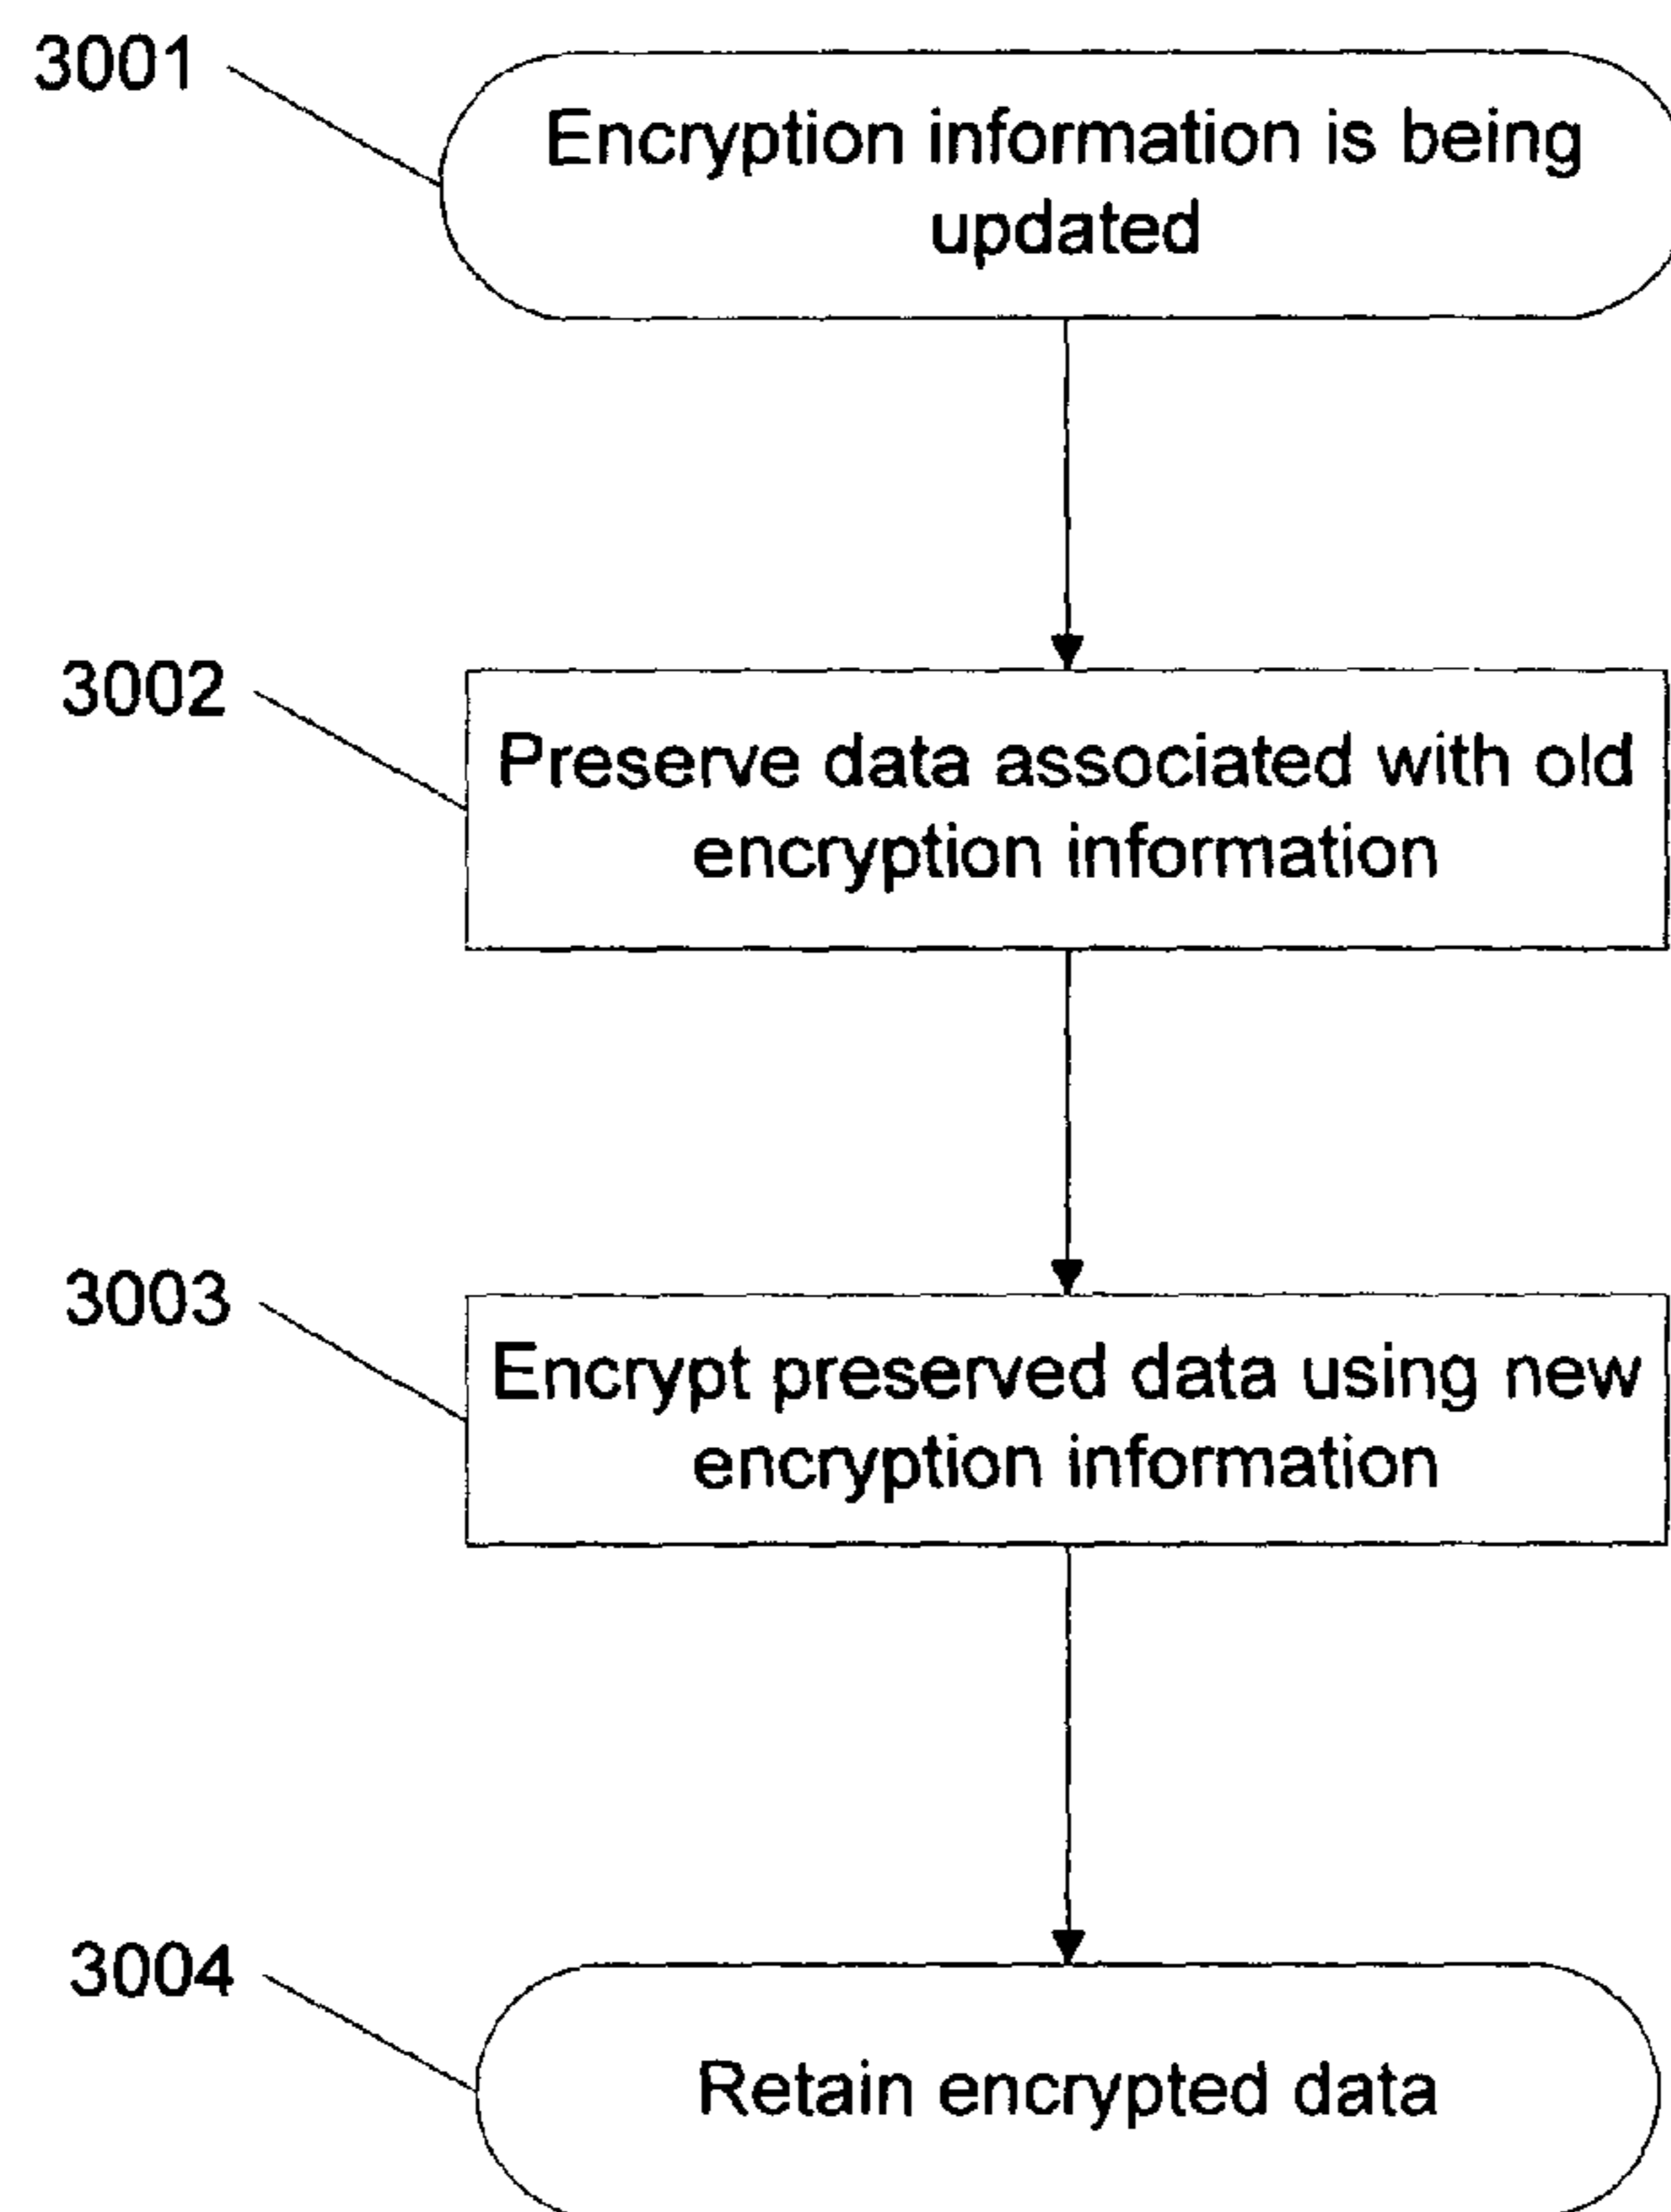 3001
Encryption information is being
updated
3002
Preserve data associated with old
encryption information
3003
Encrypt preserved data using new
encryption information
3004
Retain encrypted data